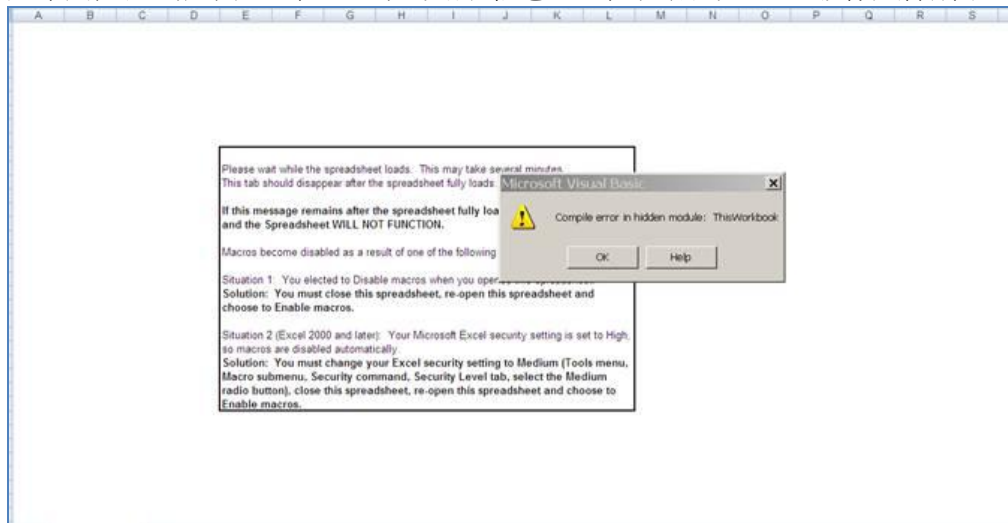 A B C D E F G H I J K L M N O P Q R S
Please wait while the spreadsheet loads. This may take several minutes.
This tab should disappear after the spreadsheet fully loads
If this message remains after the spreadsheet fully loa
and the Spreadsheet WILL NOT FUNCTION.
Macros become disabled as a result of one of the following
Situation 1: You elected to Disable macros when you opened this spreadsheet.
Solution: You must close this spreadsheet, re-open this spreadsheet and
choose to Enable macros.
Situation 2 (Excel 2000 and later): Your Microsoft Excel security setting is set to High,
so macros are disabled automatically.
Solution: You must change your Excel security setting to Medium (Tools menu,
Macro submenu, Security command, Security Level tab, select the Medium
radio button), close this spreadsheet, re-open this spreadsheet and choose to
Enable macros.
Microsoft Visual Basic
Compile error in hidden module: ThisWorkbook
OK Help